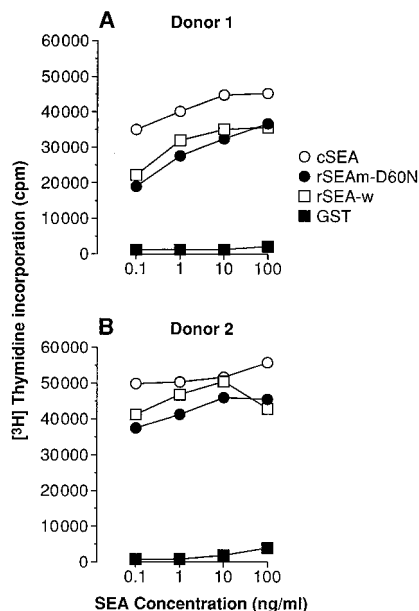 A Donor 1
60000
50000
40000
30000
20000
10000
0
0.1 1 10 100
cSEA
rSEAm-D60N
rSEA-w
GST
[³H] Thymidine incorporation (cpm)
B Donor 2
60000
50000
40000
30000
20000
10000
0
0.1 1 10 100
SEA Concentration (ng/ml)